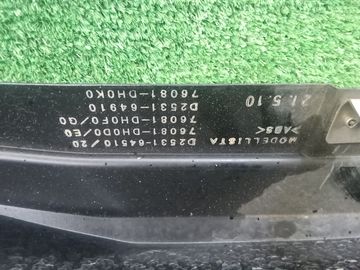 MODELLISTA
>ABS<
21.5.10
D2531-64510/20
76081-DH0D0/E0
76081-DH0F0/G0
D2531-64910
76081-DH0K0